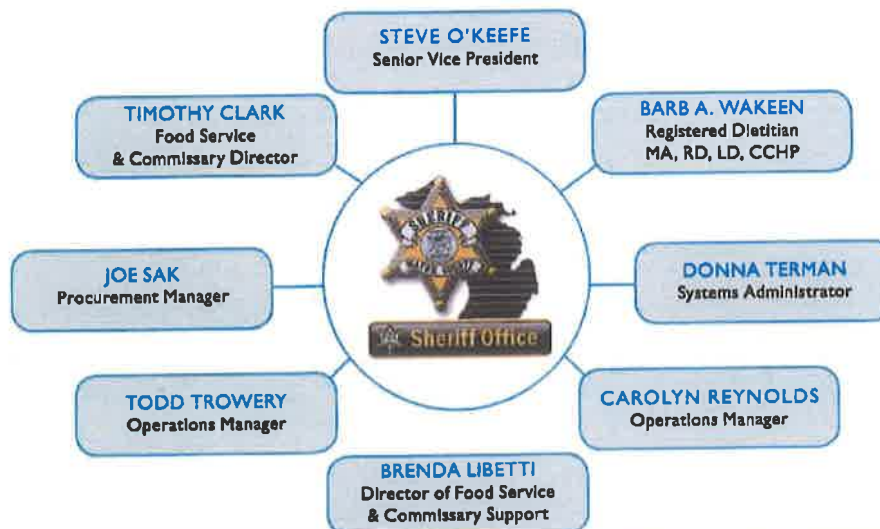 STEVE O'KEEFE
Senior Vice President
TIMOTHY CLARK
Food Service
& Commissary Director
BARB A. WAKEEN
Registered Dietitian
MA, RD, LD, CCHP
SHERIFF
JOE SAK
Procurement Manager
DONNA TERMAN
Systems Administrator
Sheriff Office
TODD TROWERY
Operations Manager
CAROLYN REYNOLDS
Operations Manager
BRENDA LIBETTI
Director of Food Service
& Commissary Support